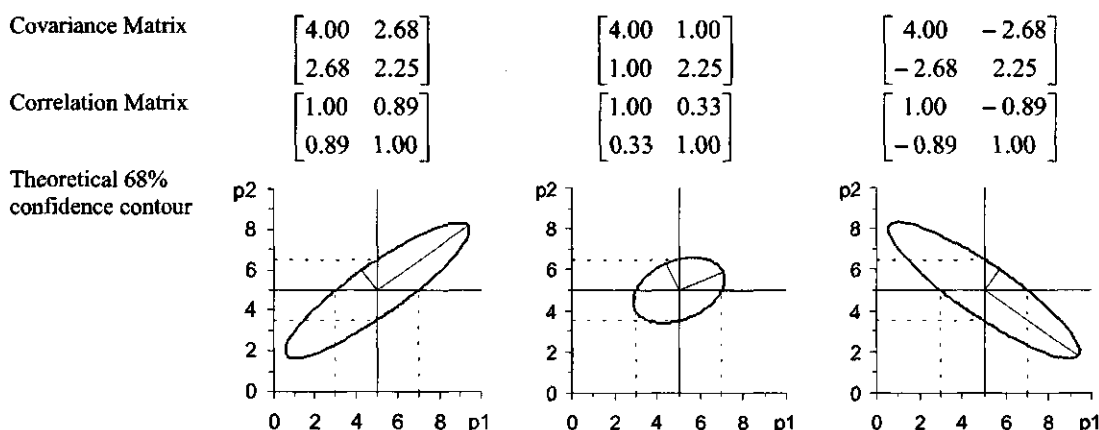 Covariance Matrix
[4.00 2.68] [4.00 1.00] [4.00 -2.68]
[2.68 2.25] [1.00 2.25] [-2.68 2.25]
Correlation Matrix
[1.00 0.89] [1.00 0.33] [1.00 -0.89]
[0.89 1.00] [0.33 1.00] [-0.89 1.00]
Theoretical 68%
confidence contour
p2
8
6
4
2
0
0 2 4 6 8 p1
p2
8
6
4
2
0
0 2 4 6 8 p1
p2
8
6
4
2
0
0 2 4 6 8 p1